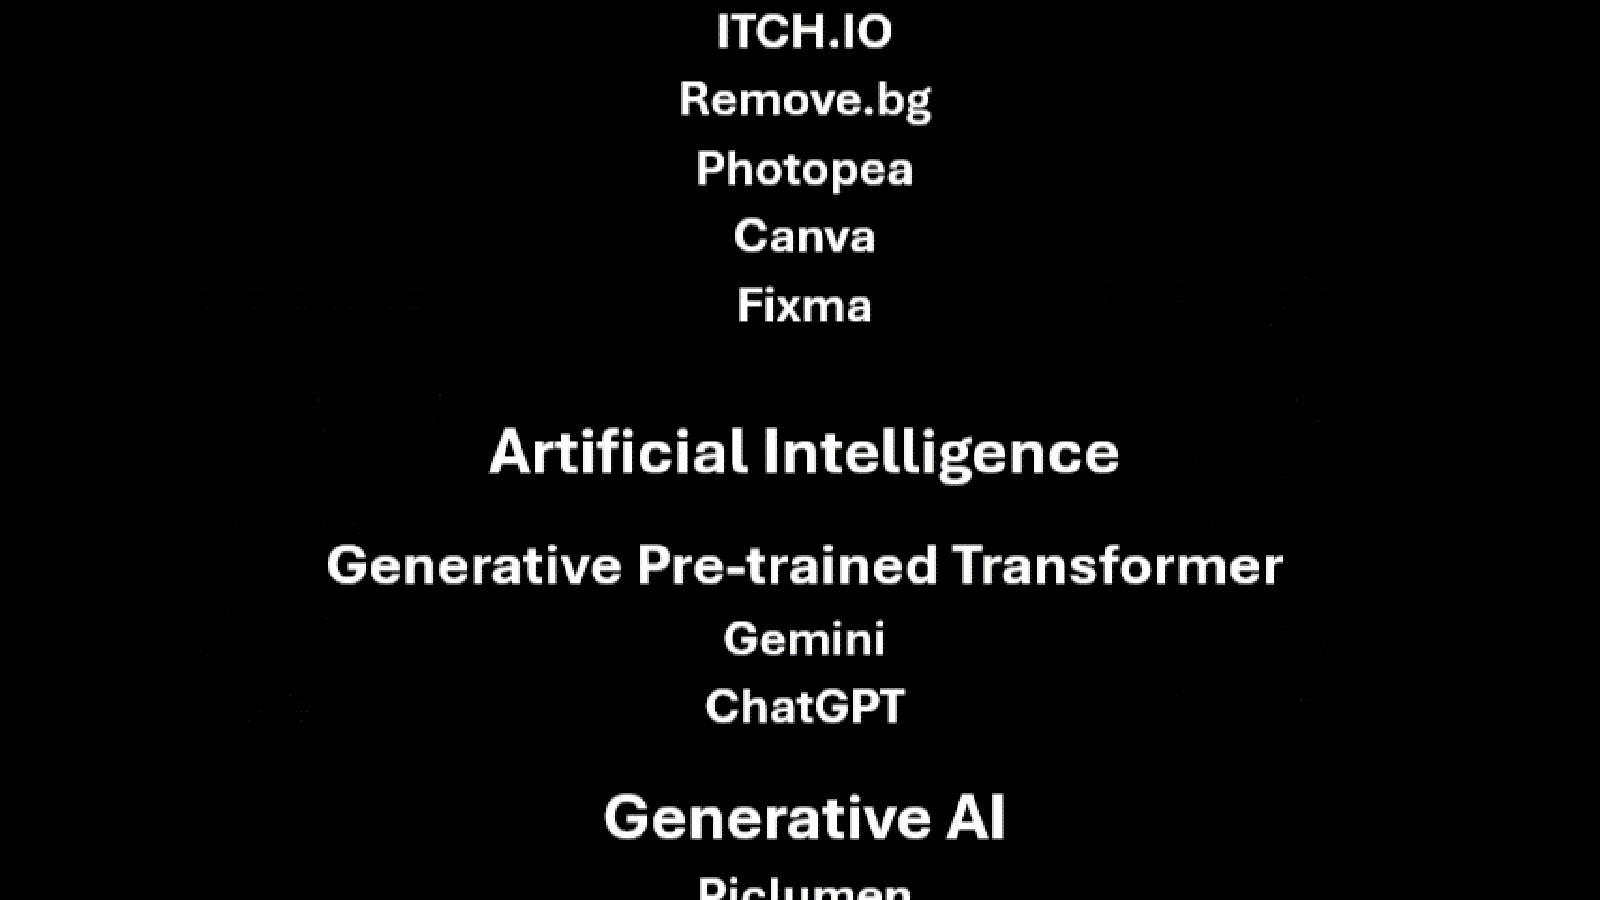 ITCH.IO
Remove.bg
Photopea
Canva
Fixma
Artificial Intelligence
Generative Pre-trained Transformer
Gemini
ChatGPT
Generative AI
Piclumen